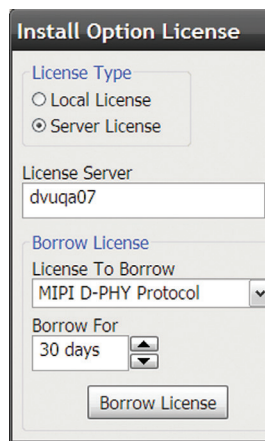 Install Option License
License Type
Local License
Server License
License Server
dvuqa07
Borrow License
License To Borrow
MIPI D-PHY Protocol
Borrow For
30 days
Borrow License